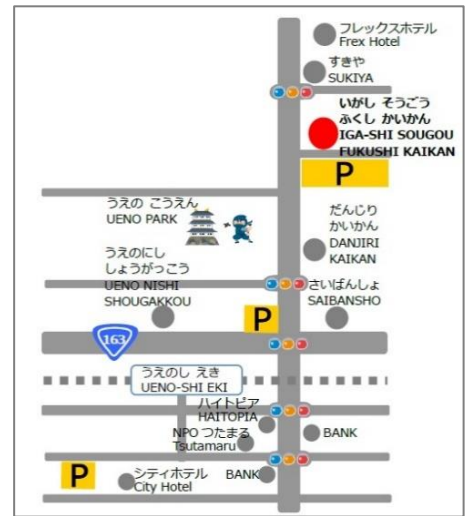 フレックスホテル
Frex Hotel
すきや
SUKIYA
いがし そうごう
ふくし かいかん
IGA-SHI SOUGOU
FUKUSHI KAIKAN
P
うえの こうえん
UENO PARK
だんじり
かいかん
DANJIRI
KAIKAN
うえのにし
しょうがっこう
UENO NISHI
SHOUGAKKOU
さいばんしょ
SAIBANSHO
P
163
うえのし えき
UENO-SHI EKI
ハイトピア
HAITOPIA
NPO つたまる
Tsutamaru
BANK
P
シティホテル
City Hotel
BANK